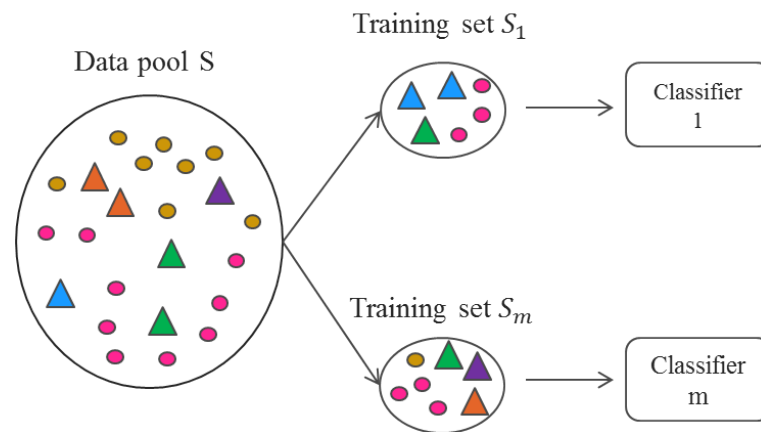 Data pool S
Training set S₁
Classifier
1
Training set Sₘ
Classifier
m